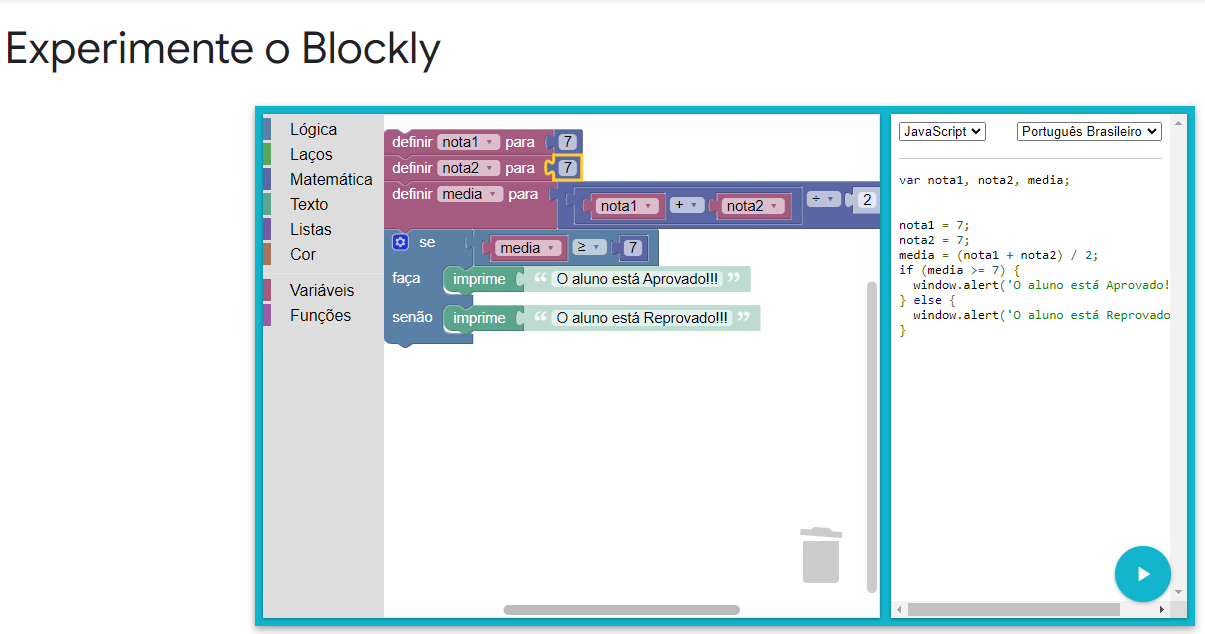 Experimente o Blockly
Lógica
Laços
Matemática
Texto
Listas
Cor
Variáveis
Funções
definir nota1 para 7
definir nota2 para 7
definir media para nota1 + nota2 ÷ 2
se media ≥ 7
faça imprime “ O aluno está Aprovado!!! ”
senão imprime “ O aluno está Reprovado!!! ”
JavaScript Português Brasileiro
var nota1, nota2, media;
nota1 = 7;
nota2 = 7;
media = (nota1 + nota2) / 2;
if (media >= 7) {
window.alert('O aluno está Aprovado!
} else {
window.alert('O aluno está Reprovado
}